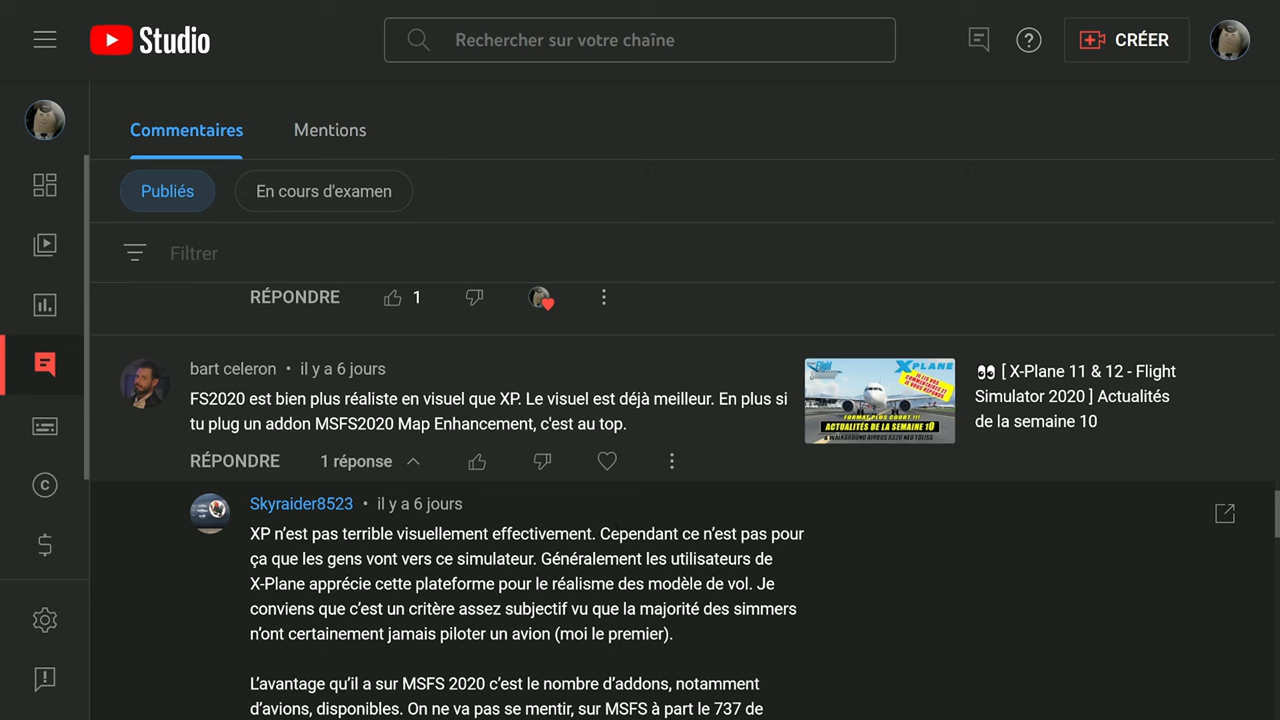 Studio
Rechercher sur votre chaîne
CRÉER
Commentaires
Mentions
Publiés
En cours d'examen
Filtrer
RÉPONDRE
1
bart celeron • il y a 6 jours
FS2020 est bien plus réaliste en visuel que XP. Le visuel est déjà meilleur. En plus si
tu plug un addon MSFS2020 Map Enhancement, c'est au top.
X-PLANE
FORMAT PLUS COURT !!!
ACTUALITÉS DE LA SEMAINE 10
& WALKAROUND AIRBUS A320 NEO TOLISS
👀 [ X-Plane 11 & 12 - Flight
Simulator 2020 ] Actualités
de la semaine 10
RÉPONDRE
1 réponse
Skyraider8523 • il y a 6 jours
XP n’est pas terrible visuellement effectivement. Cependant ce n’est pas pour
ça que les gens vont vers ce simulateur. Généralement les utilisateurs de
X-Plane apprécie cette plateforme pour le réalisme des modèle de vol. Je
conviens que c’est un critère assez subjectif vu que la majorité des simmers
n’ont certainement jamais piloter un avion (moi le premier).
L’avantage qu’il a sur MSFS 2020 c’est le nombre d’addons, notamment
d’avions, disponibles. On ne va pas se mentir, sur MSFS à part le 737 de